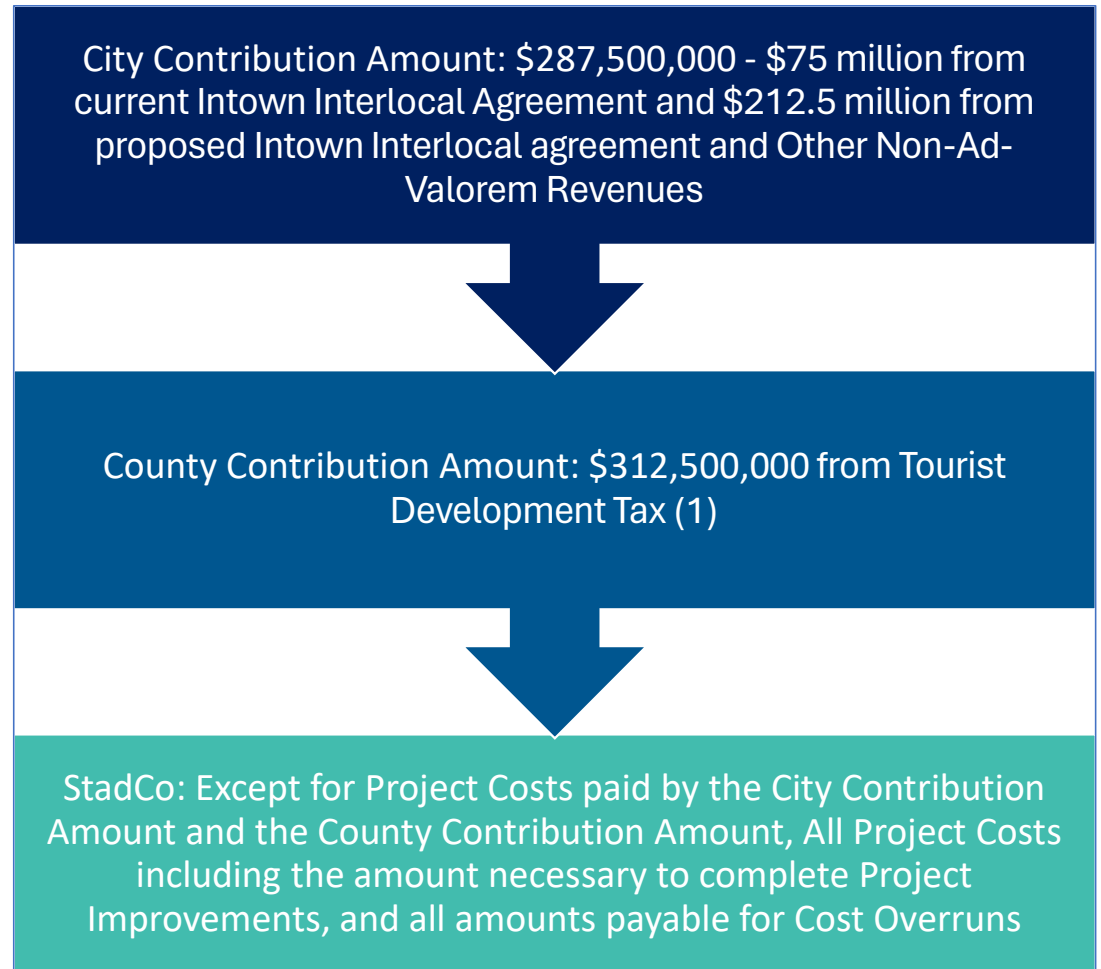 City Contribution Amount: $287,500,000 - $75 million from
current Intown Interlocal Agreement and $212.5 million from
proposed Intown Interlocal agreement and Other Non-Ad-
Valorem Revenues
County Contribution Amount: $312,500,000 from Tourist
Development Tax (1)
StadCo: Except for Project Costs paid by the City Contribution
Amount and the County Contribution Amount, All Project Costs
including the amount necessary to complete Project
Improvements, and all amounts payable for Cost Overruns